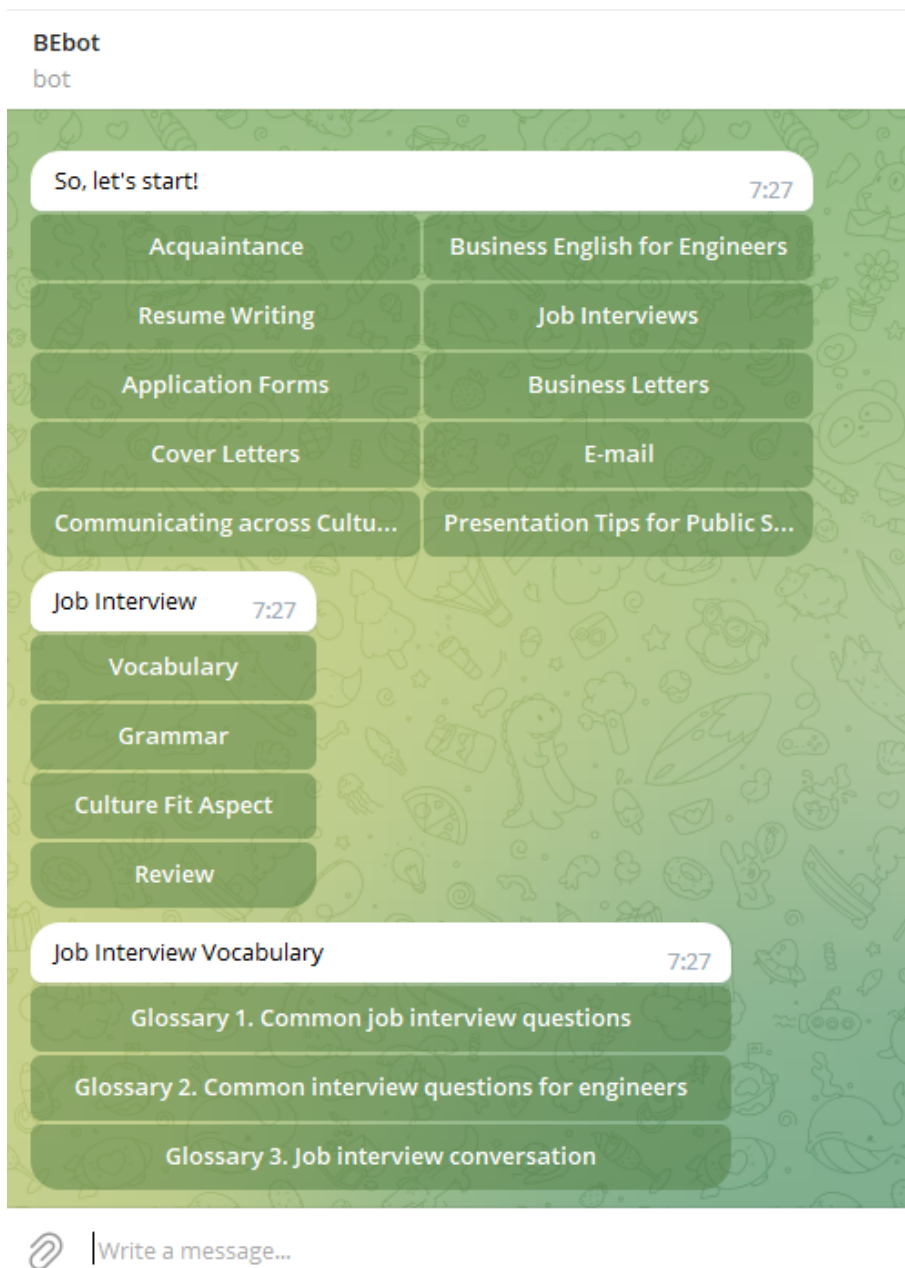 BEbot
bot
So, let's start!
7:27
Acquaintance
Business English for Engineers
Resume Writing
Job Interviews
Application Forms
Business Letters
Cover Letters
E-mail
Communicating across Cultu...
Presentation Tips for Public S...
Job Interview
7:27
Vocabulary
Grammar
Culture Fit Aspect
Review
Job Interview Vocabulary
7:27
Glossary 1. Common job interview questions
Glossary 2. Common interview questions for engineers
Glossary 3. Job interview conversation
Write a message...